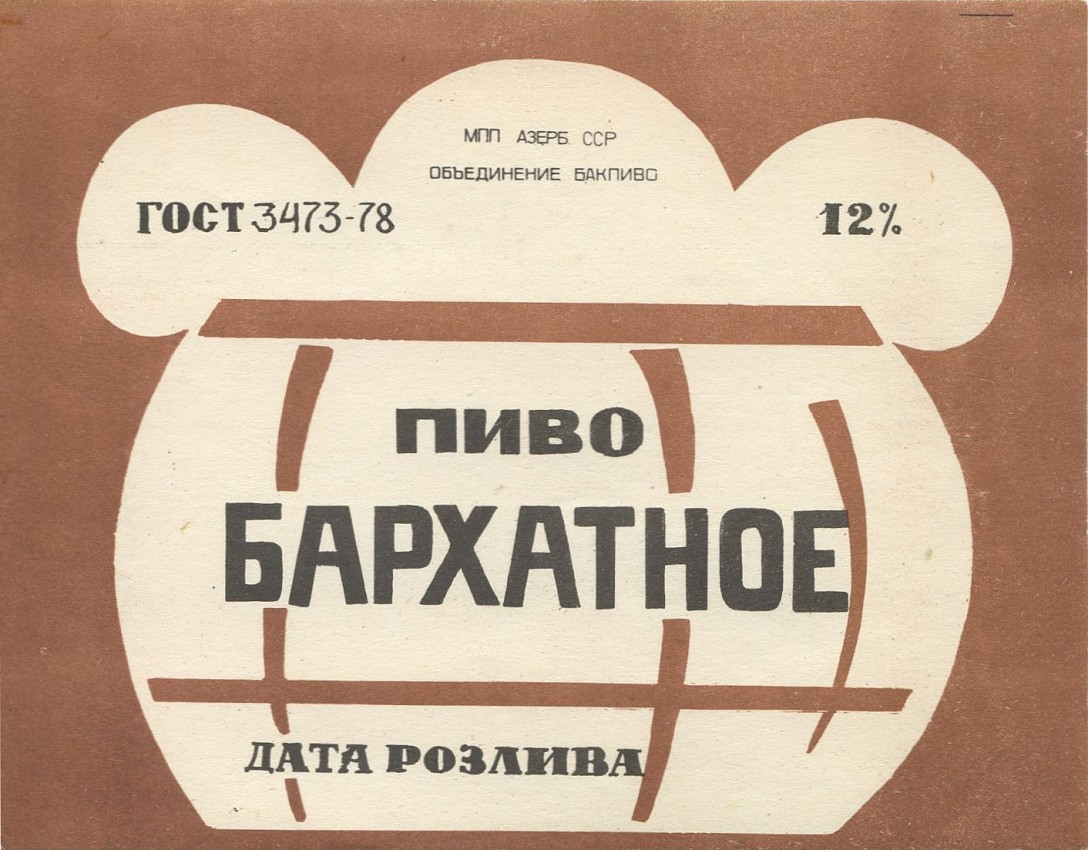 МПП АЗЕРБ. ССР
ОБЪЕДИНЕНИЕ БАКПИВО
ГОСТ 3473-78
12%
ПИВО
БАРХАТНОЕ
ДАТА РОЗЛИВА